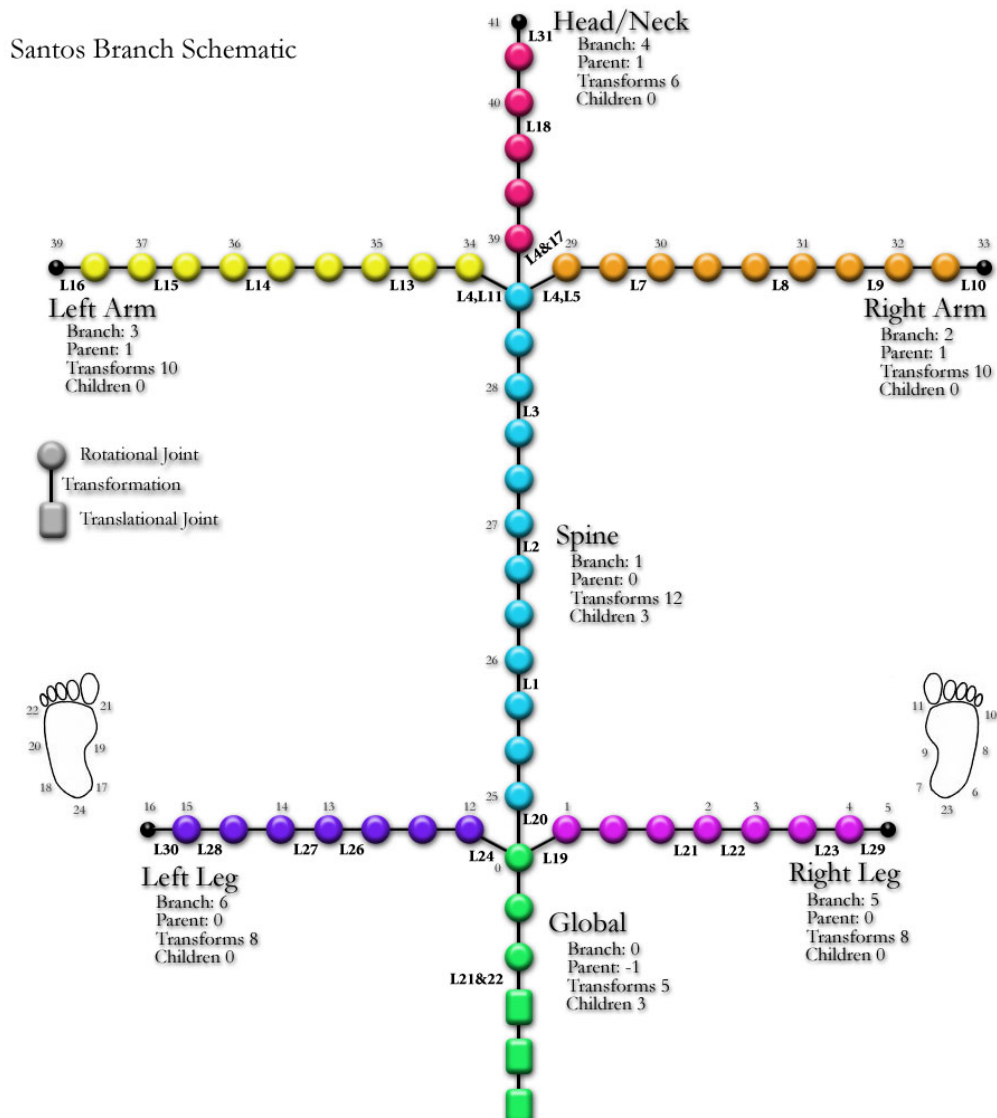 41
L31
Head/Neck
Branch: 4
Parent: 1
Transforms 6
Children 0
Santos Branch Schematic
40
L18
39
L4&17
39
37
36
35
34
29
30
31
32
33
L16
L15
L14
L13
L4,L11
L4,L5
L7
L8
L9
L10
Left Arm
Branch: 3
Parent: 1
Transforms 10
Children 0
Right Arm
Branch: 2
Parent: 1
Transforms 10
Children 0
28
L3
Rotational Joint
Transformation
Translational Joint
27
L2
Spine
Branch: 1
Parent: 0
Transforms 12
Children 3
26
L1
22
21
20
19
18
17
24
11
10
9
8
7
6
23
25
L20
16
15
14
13
12
1
2
3
4
5
L30
L28
L27
L26
L24
0
L19
L21
L22
L23
L29
Left Leg
Branch: 6
Parent: 0
Transforms 8
Children 0
Right Leg
Branch: 5
Parent: 0
Transforms 8
Children 0
Global
Branch: 0
Parent: -1
Transforms 5
Children 3
L21&22